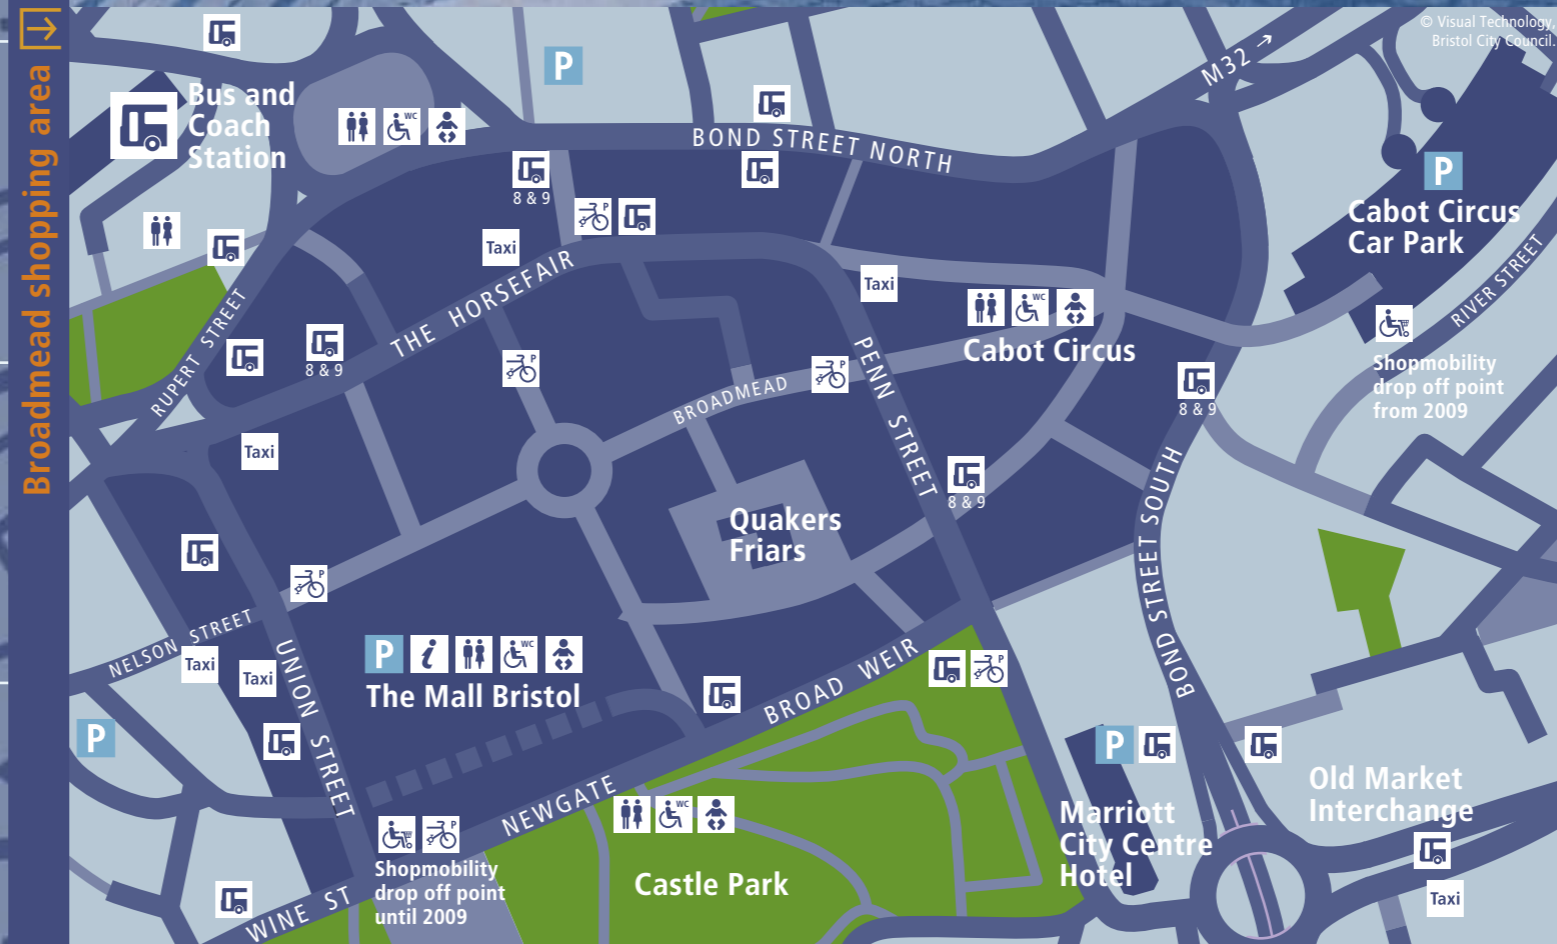 Broadmead shopping area
© Visual Technology,
Bristol City Council.
M32
P
Bus and
Coach
Station
WC
BOND STREET NORTH
8 & 9
P
Taxi
P
Cabot Circus
Car Park
THE HORSEFAIR
Taxi
WC
Cabot Circus
RIVER STREET
Shopmobility
drop off point
from 2009
RUPERT STREET
8 & 9
P
BROADMEAD
P
PENN STREET
8 & 9
Taxi
8 & 9
Quakers
Friars
BOND STREET SOUTH
P
NELSON STREET
Taxi
Taxi
UNION STREET
P
i
WC
The Mall Bristol
BROAD WEIR
P
P
P
Old Market
Interchange
Taxi
NEWGATE
WC
Marriott
City Centre
Hotel
P
Shopmobility
drop off point
until 2009
Castle Park
WINE ST